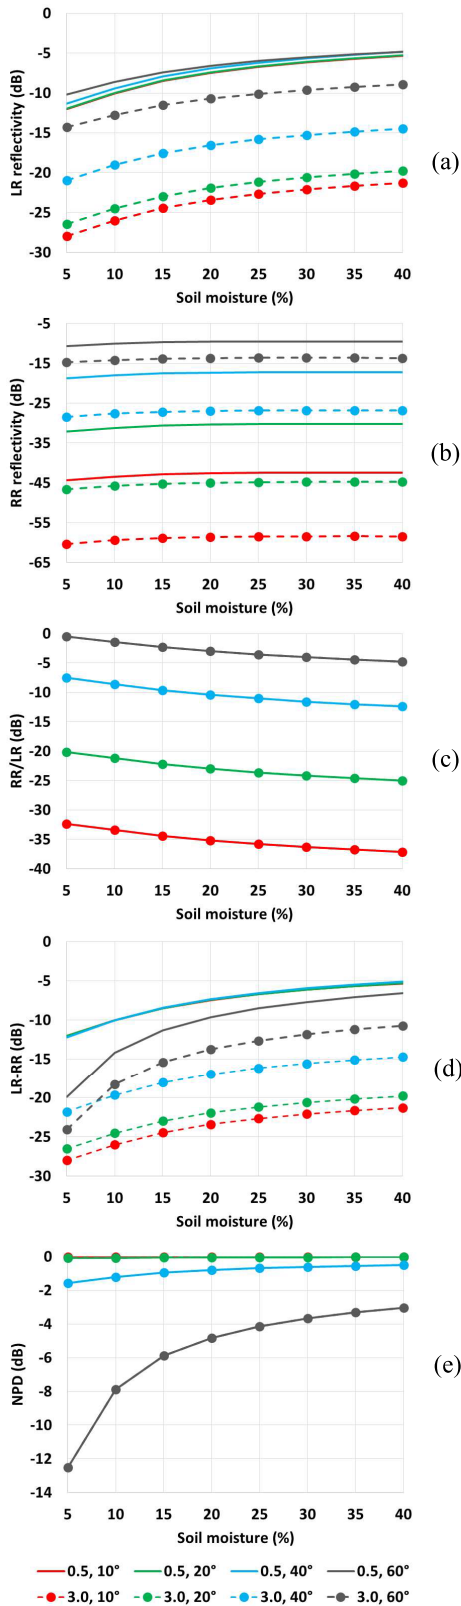 0
-5
-10
-15
-20
-25
-30
LR reflectivity (dB)
5 10 15 20 25 30 35 40
Soil moisture (%)
(a)
-5
-15
-25
-35
-45
-55
-65
RR reflectivity (dB)
5 10 15 20 25 30 35 40
Soil moisture (%)
(b)
0
-5
-10
-15
-20
-25
-30
-35
-40
RR/LR (dB)
5 10 15 20 25 30 35 40
Soil moisture (%)
(c)
0
-5
-10
-15
-20
-25
-30
LR-RR (dB)
5 10 15 20 25 30 35 40
Soil moisture (%)
(d)
0
-2
-4
-6
-8
-10
-12
-14
NPD (dB)
5 10 15 20 25 30 35 40
Soil moisture (%)
(e)
0.5, 10° 0.5, 20° 0.5, 40° 0.5, 60°
3.0, 10° 3.0, 20° 3.0, 40° 3.0, 60°